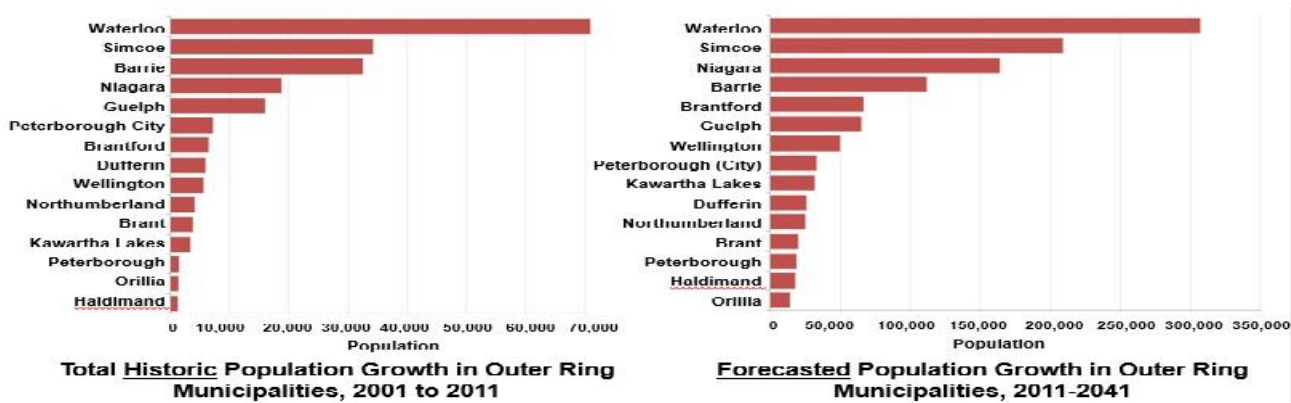 Waterloo
Simcoe
Barrie
Niagara
Guelph
Peterborough City
Brantford
Dufferin
Wellington
Northumberland
Brant
Kawartha Lakes
Peterborough
Orillia
Haldimand
0 10,000 20,000 30,000 40,000 50,000 60,000 70,000
Population
Total Historic Population Growth in Outer Ring
Municipalities, 2001 to 2011
Waterloo
Simcoe
Niagara
Barrie
Brantford
Guelph
Wellington
Peterborough (City)
Kawartha Lakes
Dufferin
Northumberland
Brant
Peterborough
Haldimand
Orillia
0 50,000 100,000 150,000 200,000 250,000 300,000 350,000
Population
Forecasted Population Growth in Outer Ring
Municipalities, 2011-2041